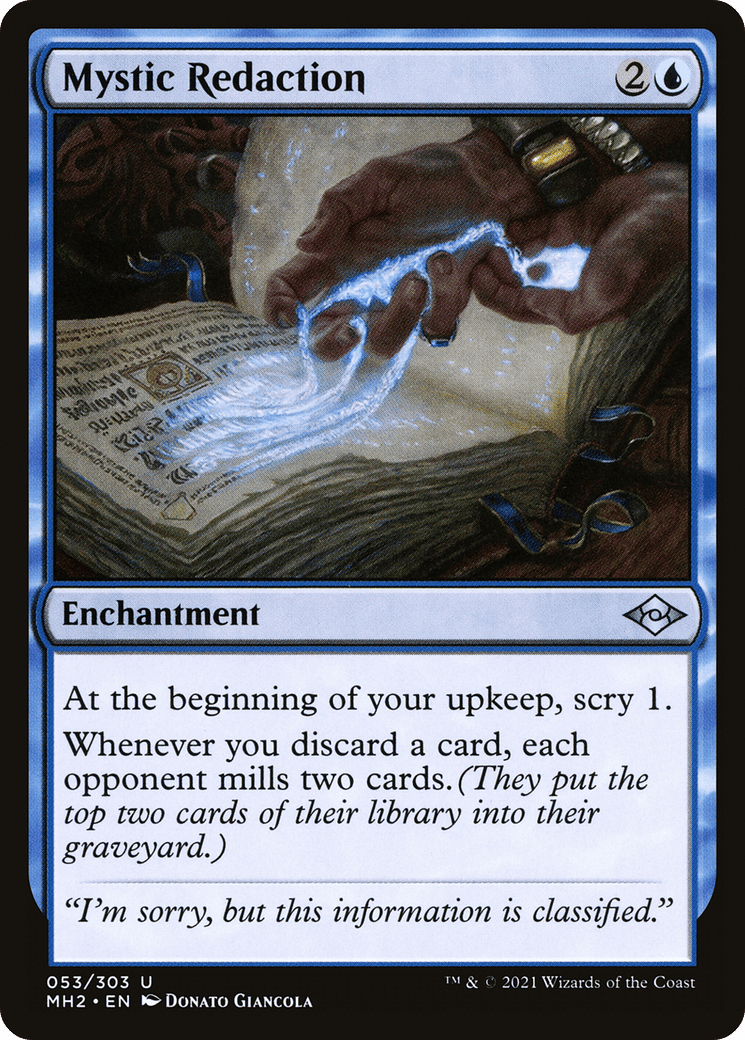 Mystic Redaction 2
Enchantment
At the beginning of your upkeep, scry 1.
Whenever you discard a card, each
opponent mills two cards.(They put the
top two cards of their library into their
graveyard.)
“I’m sorry, but this information is classified.”
053/303 U
MH2 • EN Donato Giancola
™ & © 2021 Wizards of the Coast